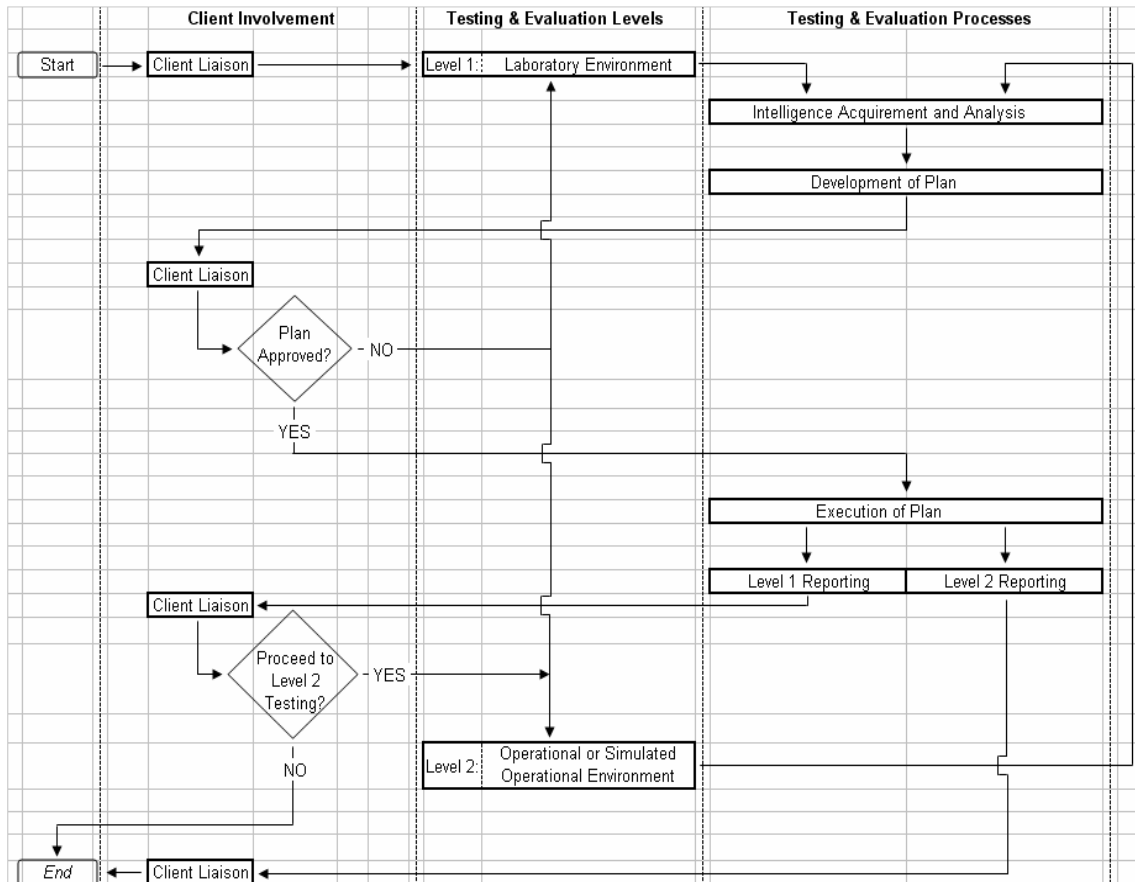 Client Involvement
Testing & Evaluation Levels
Testing & Evaluation Processes
Start
Client Liaison
Level 1:
Laboratory Environment
Intelligence Acquirement and Analysis
Development of Plan
Client Liaison
Plan
Approved?
NO
YES
Execution of Plan
Level 1 Reporting
Level 2 Reporting
Client Liaison
Proceed to
Level 2
Testing?
YES
NO
Level 2:
Operational or Simulated
Operational Environment
End
Client Liaison